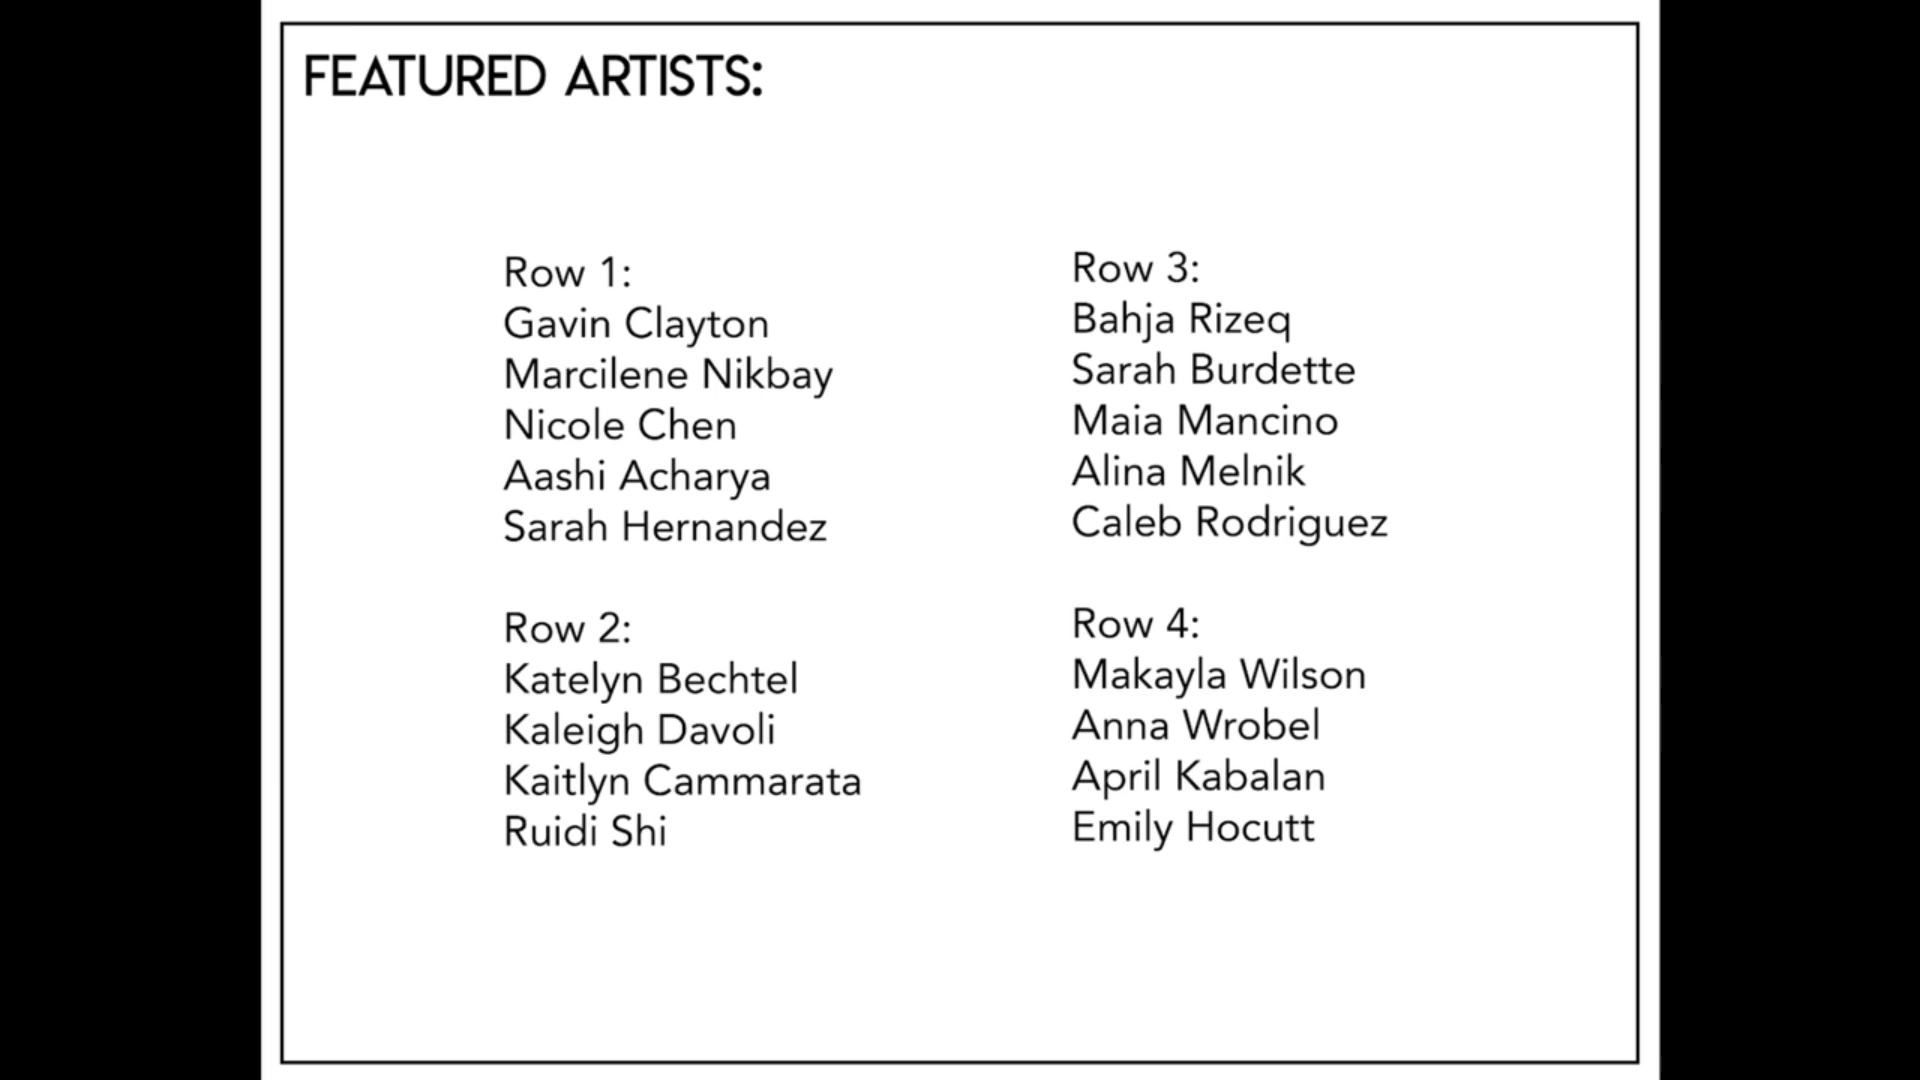 FEATURED ARTISTS:
Row 1:
Gavin Clayton
Marcilene Nikbay
Nicole Chen
Aashi Acharya
Sarah Hernandez
Row 2:
Katelyn Bechtel
Kaleigh Davoli
Kaitlyn Cammarata
Ruidi Shi
Row 3:
Bahja Rizeq
Sarah Burdette
Maia Mancino
Alina Melnik
Caleb Rodriguez
Row 4:
Makayla Wilson
Anna Wrobel
April Kabalan
Emily Hocutt